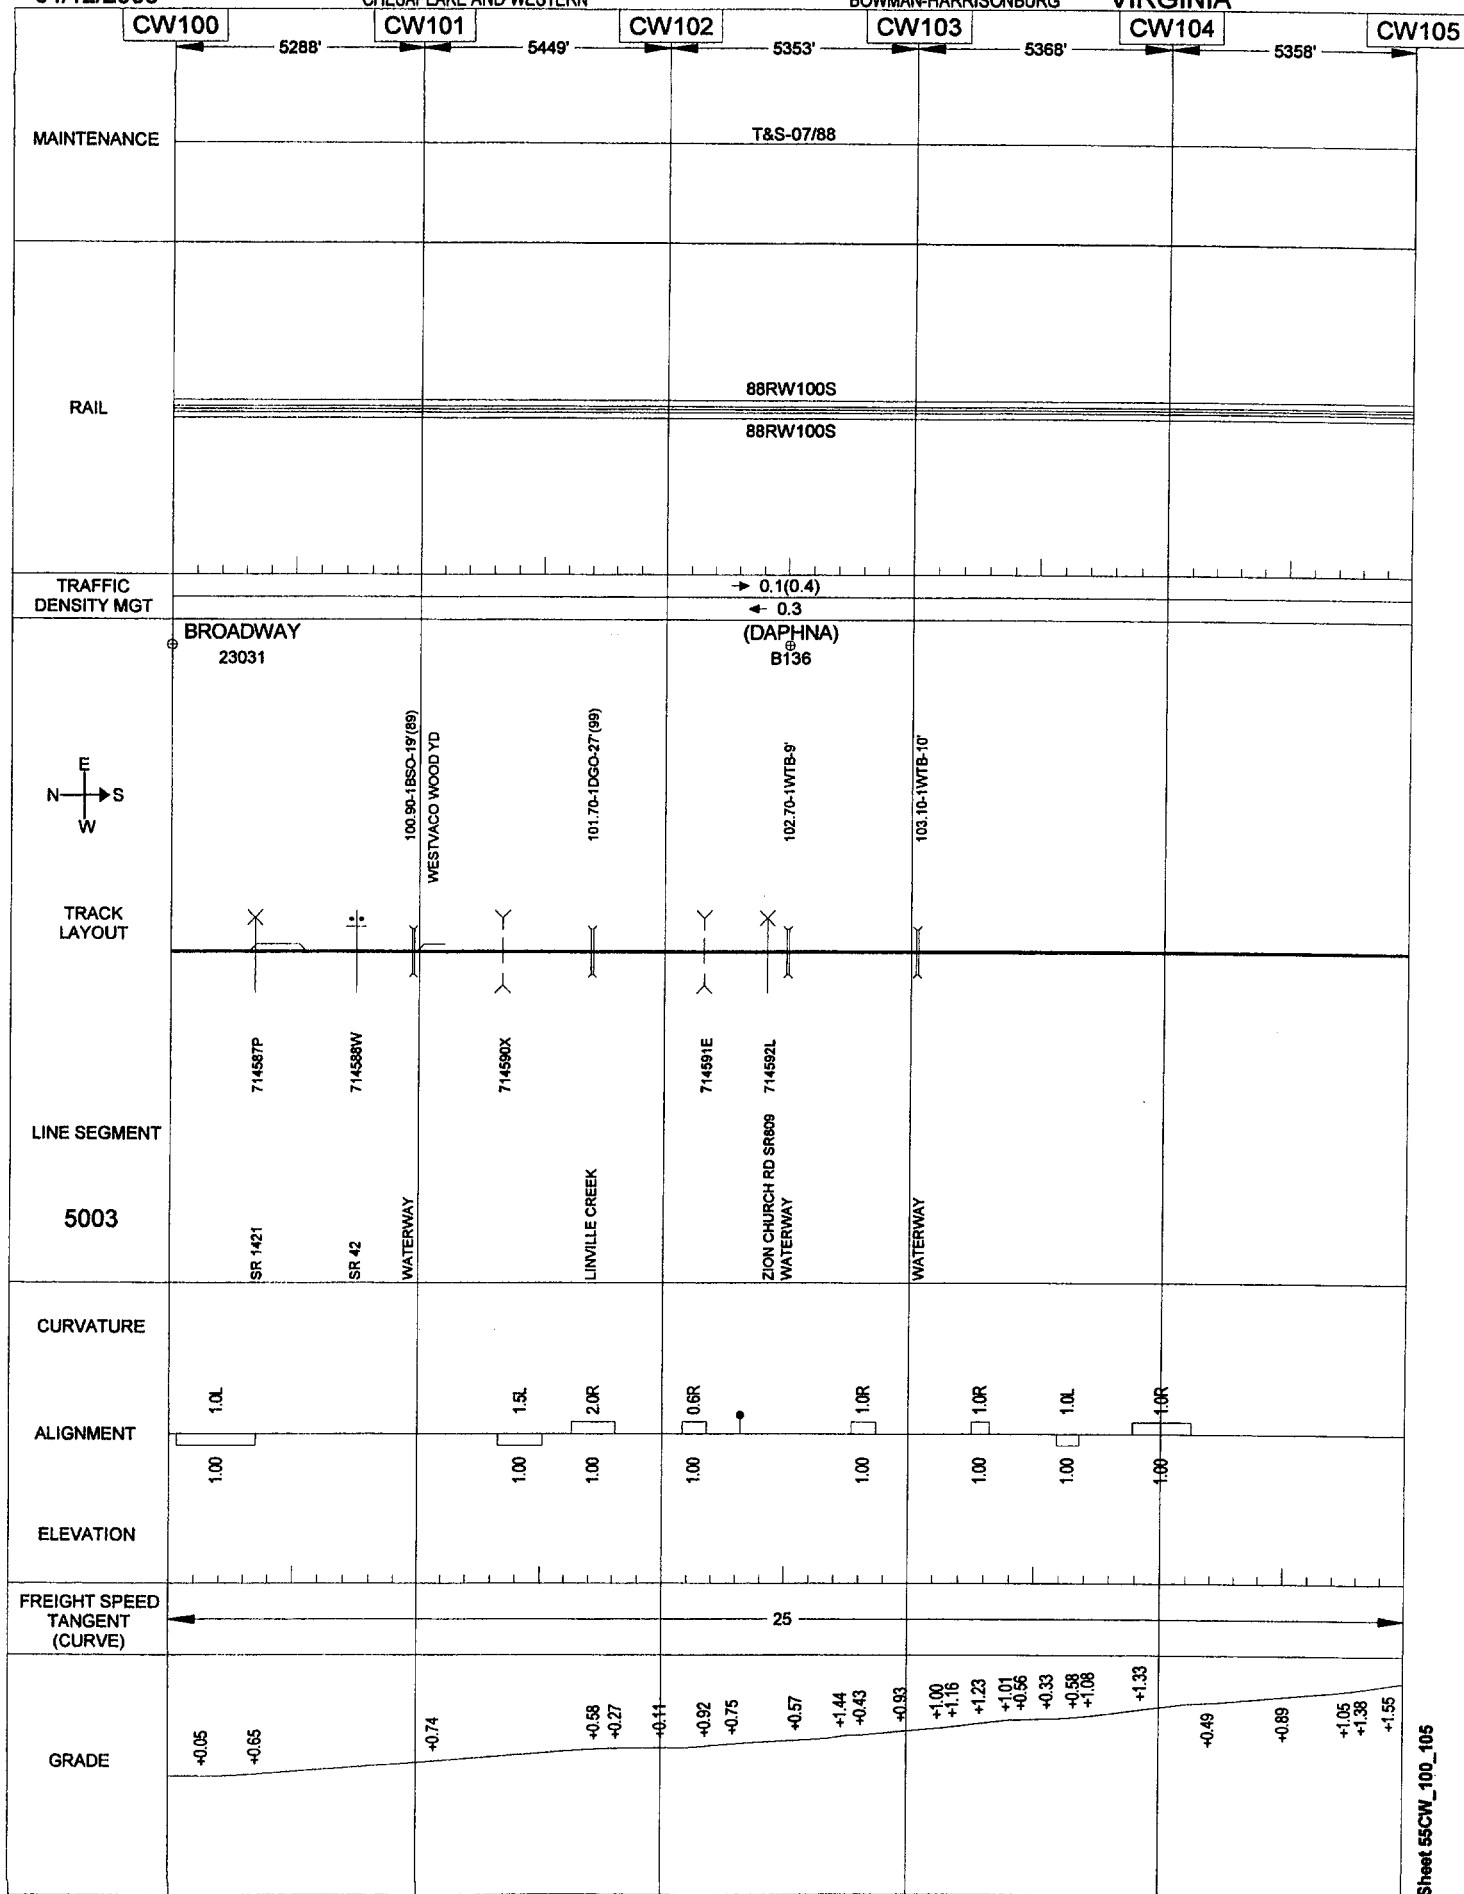 CHESAPEAKE AND WESTERN BOWMAN-HARRISONBURG VIRGINIA
CW100 CW101 CW102 CW103 CW104 CW105
5288' 5449' 5353' 5368' 5358'
MAINTENANCE
T&S-07/88
RAIL
88RW100S
88RW100S
TRAFFIC
DENSITY MGT
0.1(0.4)
0.3
BROADWAY
23031
(DAPHNA)
B136
E
N S
W
100.90-1BSO-19'(89)
WESTVACO WOOD YD
101.70-1DGO-27'(99)
102.70-1WTB-9'
103.10-1WTB-10'
TRACK
LAYOUT
714587P
714588W
714590X
714591E
714592L
LINE SEGMENT
5003
SR 1421
SR 42
WATERWAY
LINVILLE CREEK
ZION CHURCH RD SR809
WATERWAY
WATERWAY
CURVATURE
1.0L 1.5L 2.0R 0.6R 1.0R 1.0R 1.0L 1.0R
ALIGNMENT
1.00 1.00 1.00 1.00 1.00 1.00 1.00 1.00
ELEVATION
FREIGHT SPEED
TANGENT
(CURVE)
25
GRADE
+0.05
+0.65
+0.74
+0.58
+0.27
+0.11
+0.92
+0.75
+0.57
+1.44
+0.43
+0.93
+1.00
+1.16
+1.23
+1.01
+0.56
+0.33
+0.58
+1.08
+1.33
+0.49
+0.89
+1.05
+1.38
+1.55
Sheet 55CW_100_105